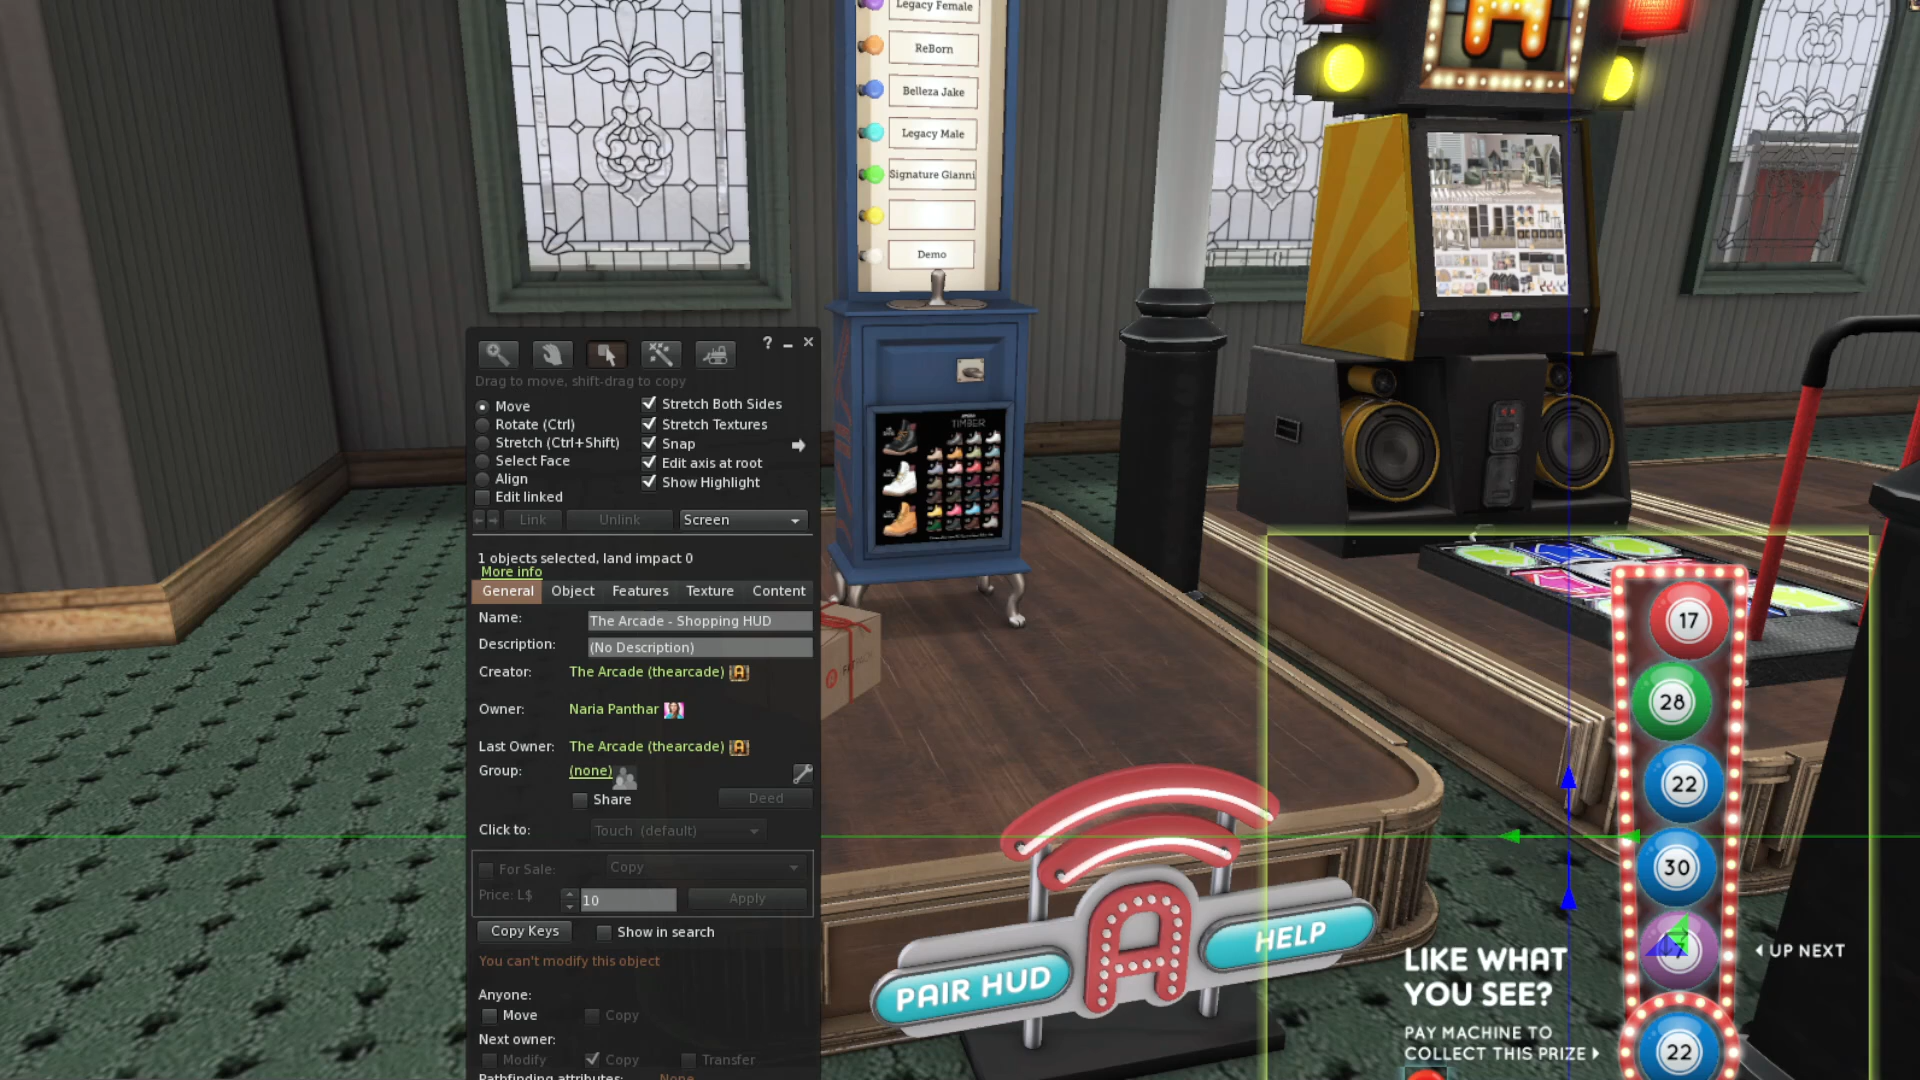 Legacy Female
ReBorn
Belleza Jake
Legacy Male
Signature Gianni
Demo
TIMBER
A
?
Drag to move, shift-drag to copy
Move
Rotate (Ctrl)
Stretch (Ctrl+Shift)
Select Face
Align
Edit linked
Stretch Both Sides
Stretch Textures
Snap
Edit axis at root
Show Highlight
Link
Unlink
Screen
1 objects selected, land impact 0
More info
General
Object
Features
Texture
Content
Name:
The Arcade - Shopping HUD
Description:
(No Description)
Creator:
The Arcade (thearcade)
Owner:
Naria Panthar
Last Owner:
The Arcade (thearcade)
Group:
(none)
Share
Deed
Click to:
Touch (default)
For Sale:
Copy
Price: L$
10
Apply
Copy Keys
Show in search
You can't modify this object
Anyone:
Move
Copy
Next owner:
Modify
Copy
Transfer
Pathfinding attributes:
None
PAIR HUD
A
HELP
17
28
22
30
UP NEXT
LIKE WHAT
YOU SEE?
PAY MACHINE TO
COLLECT THIS PRIZE
22